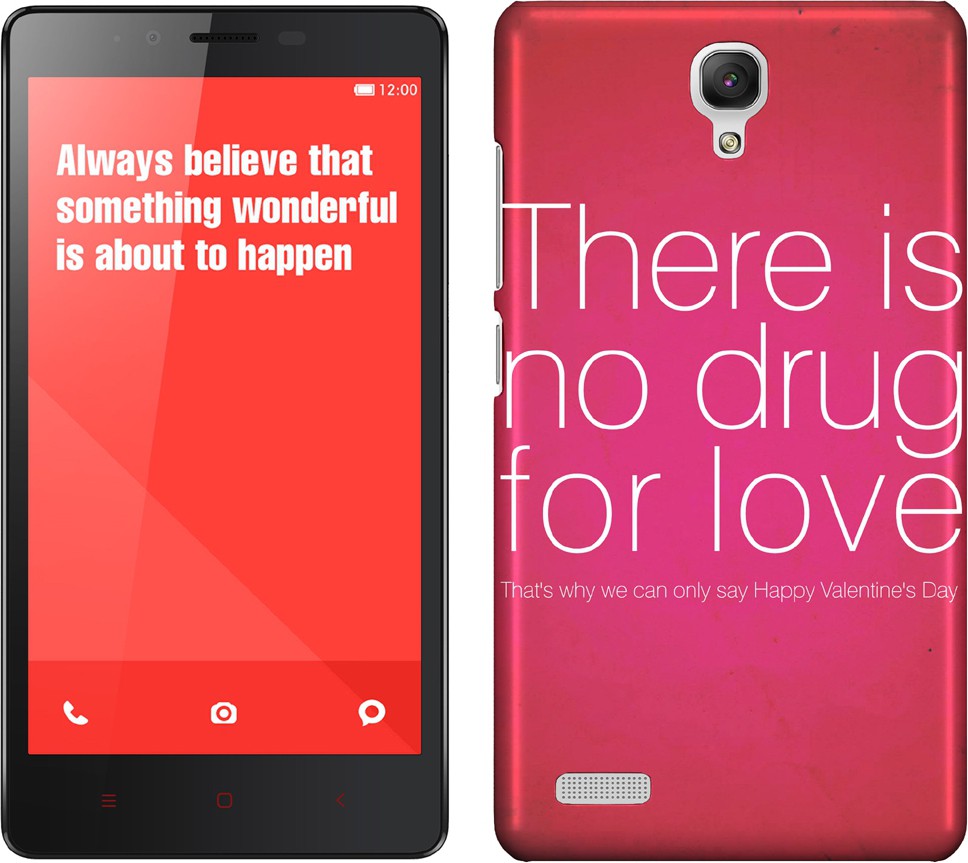 12:00
Always believe that
something wonderful
is about to happen
There is
no drug
for love
That's why we can only say Happy Valentine's Day